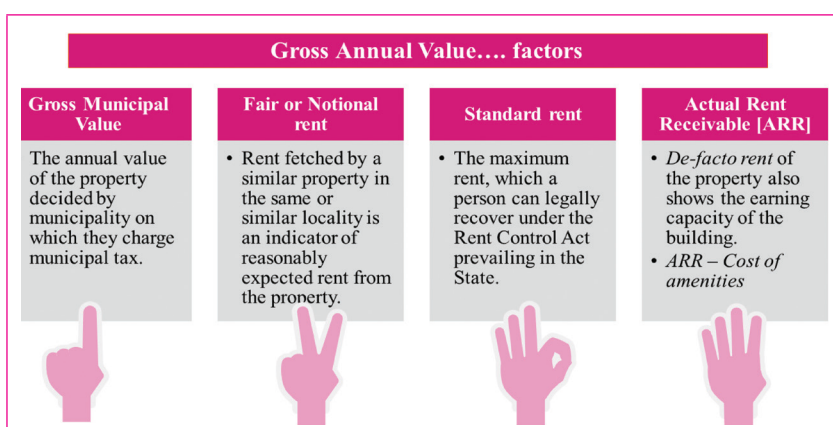 Gross Annual Value.... factors
Gross Municipal
Value
The annual value
of the property
decided by
municipality on
which they charge
municipal tax.
Fair or Notional
rent
• Rent fetched by a
similar property in
the same or
similar locality is
an indicator of
reasonably
expected rent from
the property.
Standard rent
• The maximum
rent, which a
person can legally
recover under the
Rent Control Act
prevailing in the
State.
Actual Rent
Receivable [ARR]
• De-facto rent of
the property also
shows the earning
capacity of the
building.
• ARR – Cost of
amenities